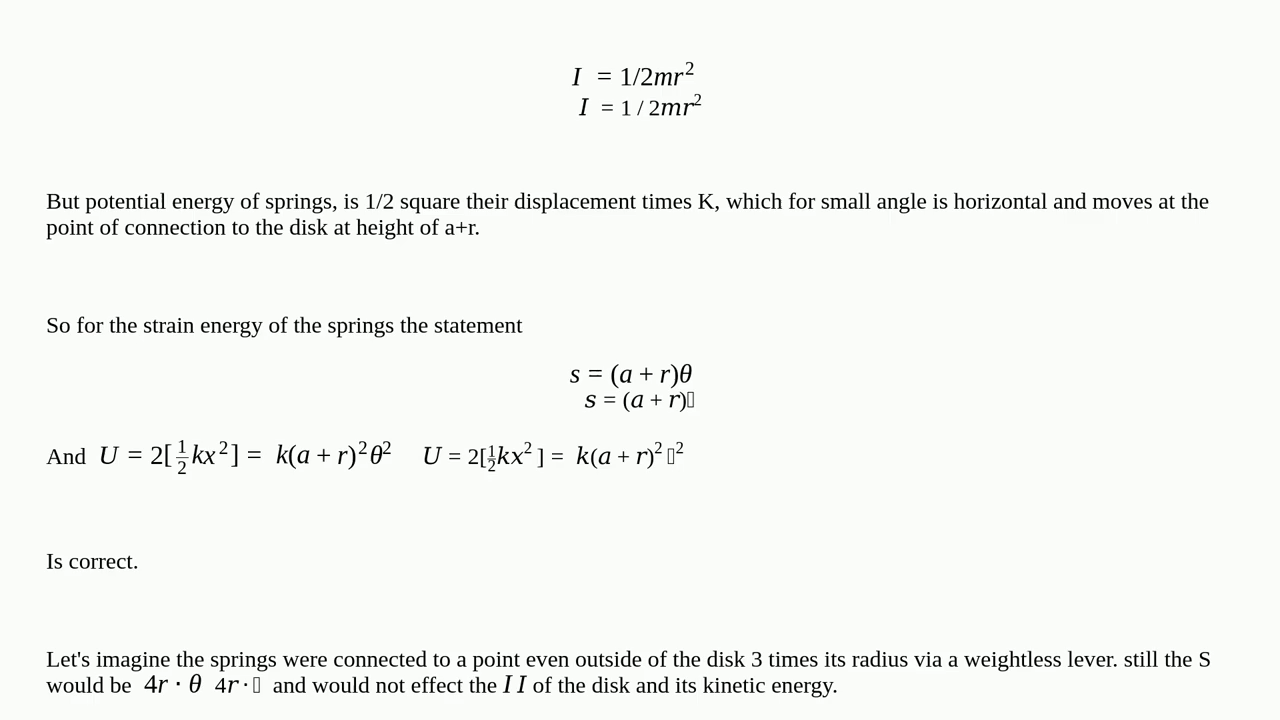 I = 1/2mr²
I = 1 / 2mr²
But potential energy of springs, is 1/2 square their displacement times K, which for small angle is horizontal and moves at the
point of connection to the disk at height of a+r.
So for the strain energy of the springs the statement
s = (a + r)θ
s = (a + r)▯
And U = 2[½kx²] = k(a + r)²θ² U = 2[½kx²] = k(a + r)²▯²
Is correct.
Let's imagine the springs were connected to a point even outside of the disk 3 times its radius via a weightless lever. still the S
would be 4r · θ 4r · ▯ and would not effect the I I of the disk and its kinetic energy.